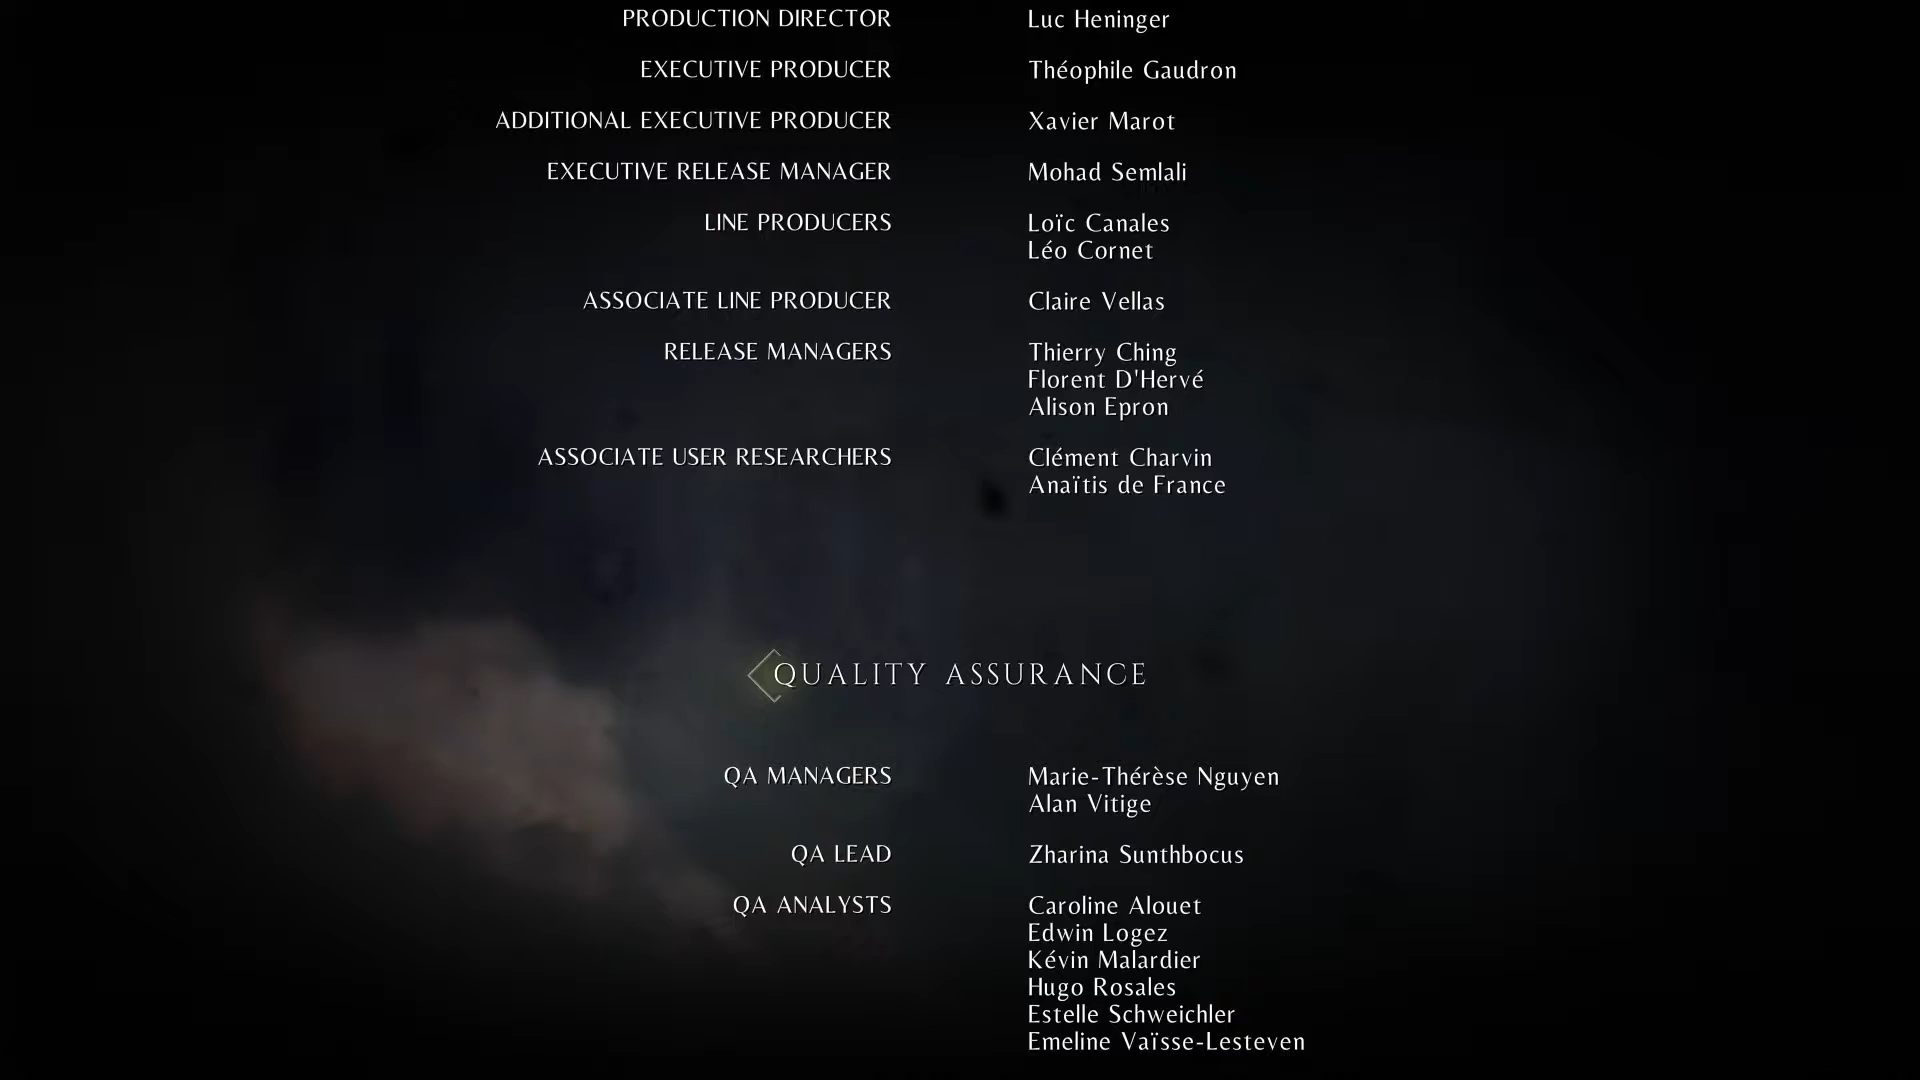 PRODUCTION DIRECTOR Luc Heninger
EXECUTIVE PRODUCER Théophile Gaudron
ADDITIONAL EXECUTIVE PRODUCER Xavier Marot
EXECUTIVE RELEASE MANAGER Mohad Semlali
LINE PRODUCERS Loïc Canales
Léo Cornet
ASSOCIATE LINE PRODUCER Claire Vellas
RELEASE MANAGERS Thierry Ching
Florent D'Hervé
Alison Epron
ASSOCIATE USER RESEARCHERS Clément Charvin
Anaïtis de France
QUALITY ASSURANCE
QA MANAGERS Marie-Thérèse Nguyen
Alan Vitige
QA LEAD Zharina Sunthbocus
QA ANALYSTS Caroline Alouet
Edwin Logez
Kévin Malardier
Hugo Rosales
Estelle Schweichler
Emeline Vaïsse-Lesteven